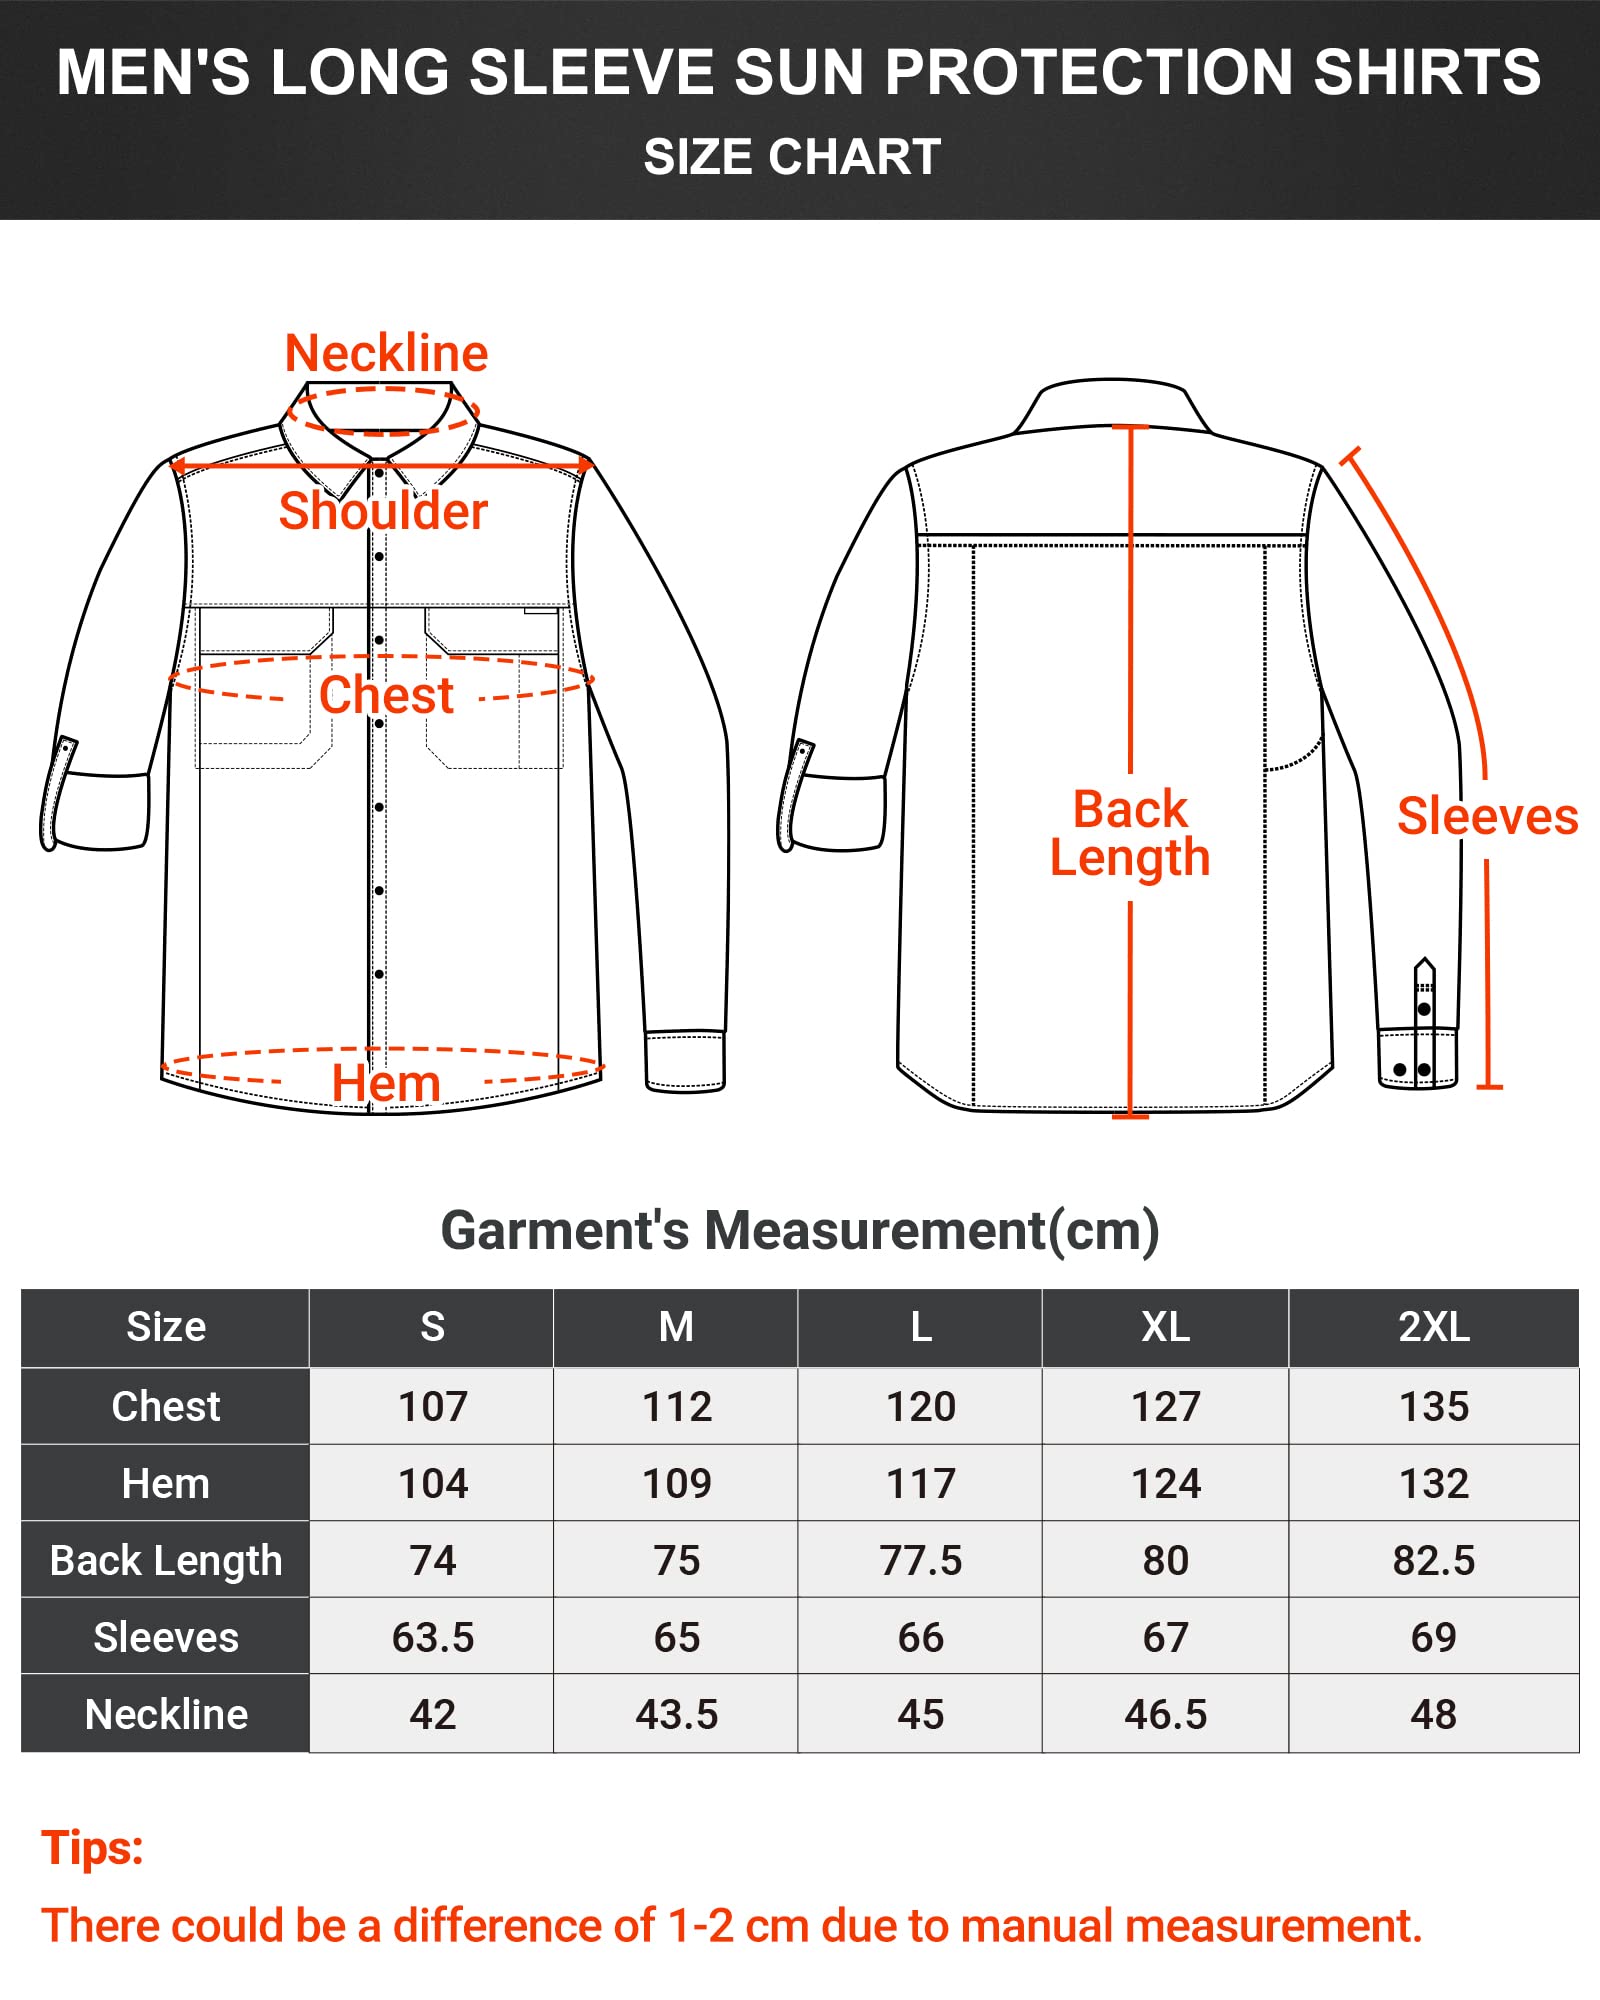 MEN'S LONG SLEEVE SUN PROTECTION SHIRTS
SIZE CHART
Neckline
Shoulder
Chest
Hem
Back
Length
Sleeves
Garment's Measurement(cm)
Size S M L XL 2XL
Chest 107 112 120 127 135
Hem 104 109 117 124 132
Back Length 74 75 77.5 80 82.5
Sleeves 63.5 65 66 67 69
Neckline 42 43.5 45 46.5 48
Tips:
There could be a difference of 1-2 cm due to manual measurement.